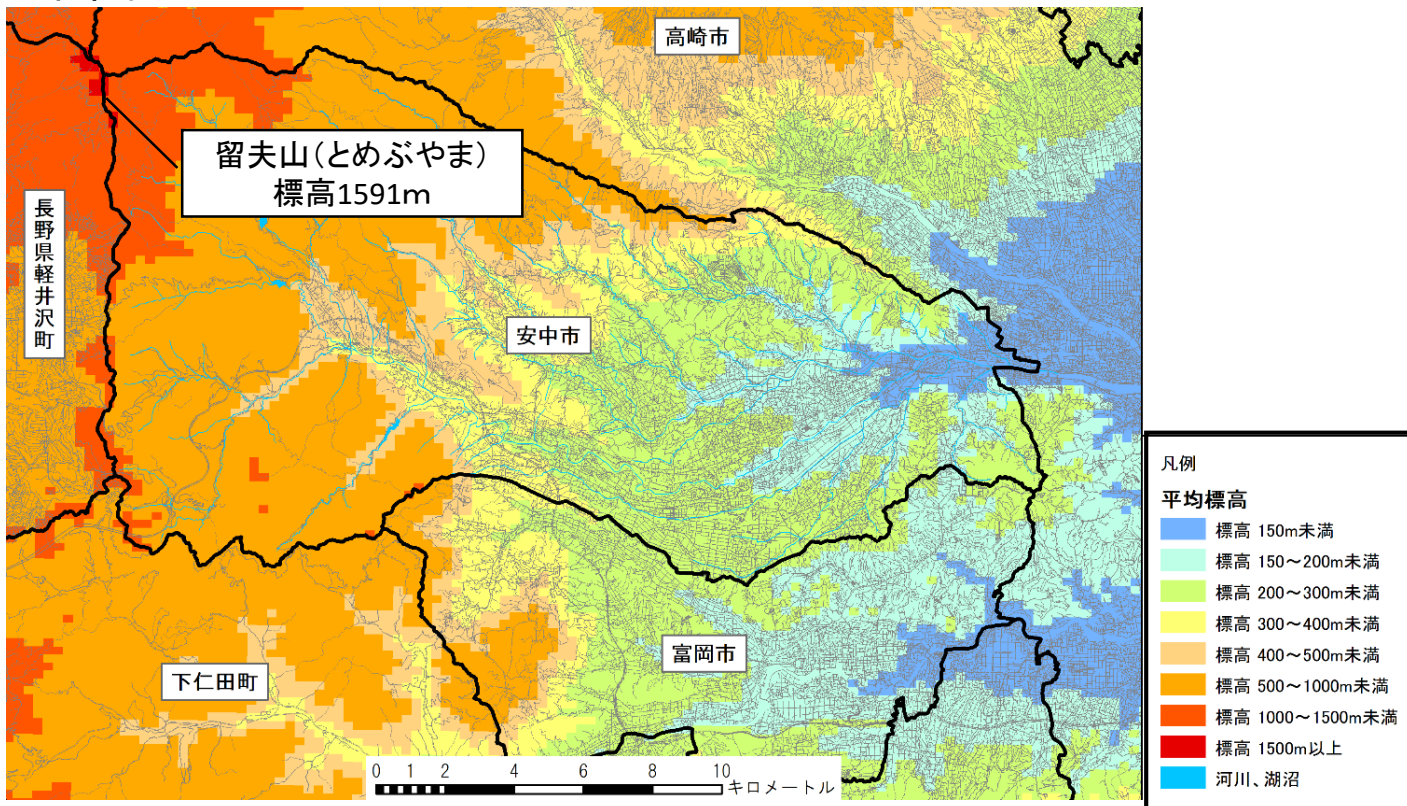 高崎市
留夫山(とめぶやま)
標高1591m
長野県軽井沢町
安中市
富岡市
下仁田町
0 1 2 4 6 8 10
キロメートル
凡例
平均標高
標高 150m未満
標高 150~200m未満
標高 200~300m未満
標高 300~400m未満
標高 400~500m未満
標高 500~1000m未満
標高 1000~1500m未満
標高 1500m以上
河川、湖沼